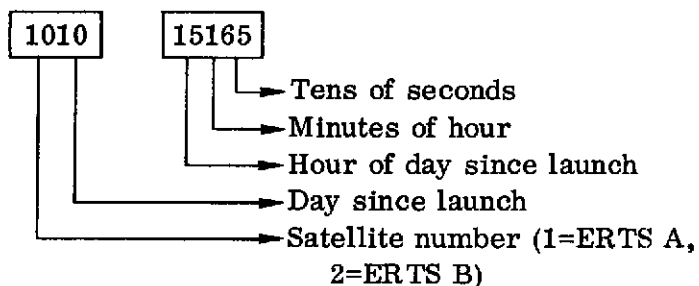 1010 15165
Tens of seconds
Minutes of hour
Hour of day since launch
Day since launch
Satellite number (1=ERTS A,
2=ERTS B)